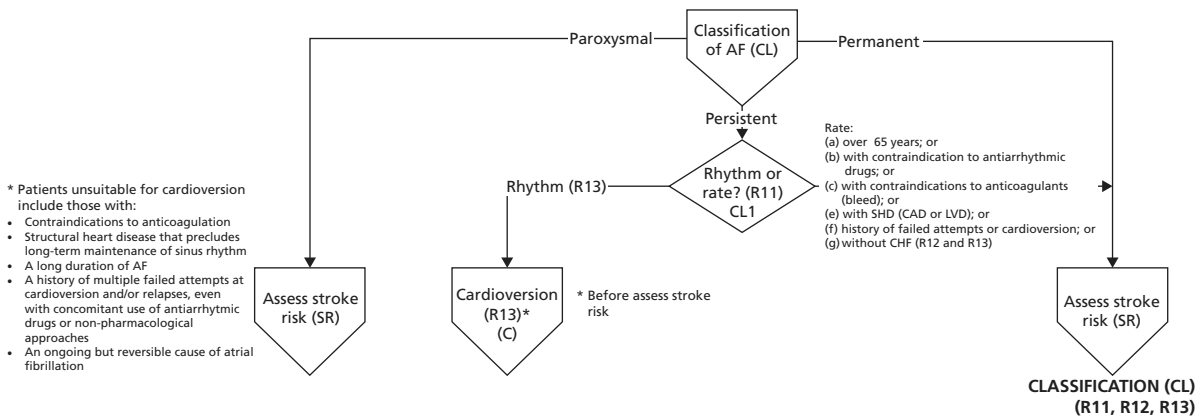 Classification
of AF (CL)
Paroxysmal
Permanent
Persistent
Rhythm or
rate? (R11)
CL1
Rhythm (R13)
Rate:
(a) over 65 years; or
(b) with contraindication to antiarrhythmic
drugs; or
(c) with contraindications to anticoagulants
(bleed); or
(e) with SHD (CAD or LVD); or
(f) history of failed attempts or cardioversion; or
(g) without CHF (R12 and R13)
* Patients unsuitable for cardioversion
include those with:
• Contraindications to anticoagulation
• Structural heart disease that precludes
long-term maintenance of sinus rhythm
• A long duration of AF
• A history of multiple failed attempts at
cardioversion and/or relapses, even
with concomitant use of antiarrhytmic
drugs or non-pharmacological
approaches
• An ongoing but reversible cause of atrial
fibrillation
Assess stroke
risk (SR)
Cardioversion
(R13)*
(C)
* Before assess stroke
risk
Assess stroke
risk (SR)
CLASSIFICATION (CL)
(R11, R12, R13)